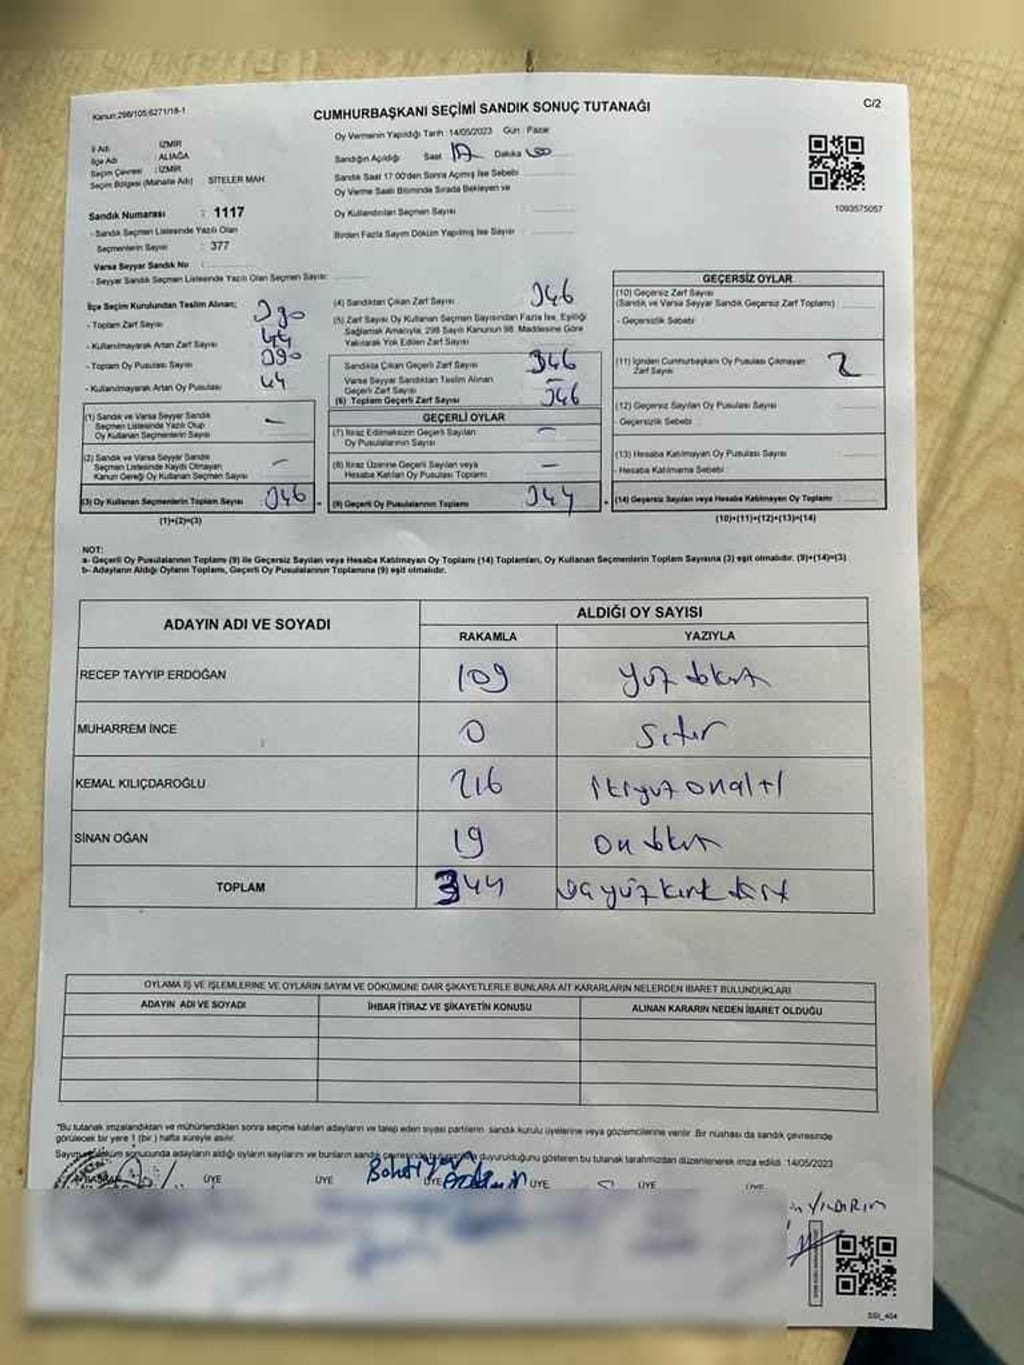 Kanun:298/105;6271/18-1
CUMHURBAŞKANI SEÇİMİ SANDIK SONUÇ TUTANAĞI
C/2
İl Adı : İZMİR
İlçe Adı : ALİAĞA
Seçim Çevresi : İZMİR
Seçim Bölgesi (Mahalle Adı) : SİTELER MAH.
Sandık Numarası : 1117
- Sandık Seçmen Listesinde Yazılı Olan
Seçmenlerin Sayısı : 377
Varsa Seyyar Sandık No :
- Seyyar Sandık Seçmen Listesinde Yazılı Olan Seçmen Sayısı:
Oy Vermenin Yapıldığı Tarih : 14/05/2023 Gün : Pazar
Sandığın Açıldığı Saat 17 Dakika 00
Sandık Saat 17:00'den Sonra Açılmış İse Sebebi
Oy Verme Saati Bitiminde Sırada Bekleyen ve
Oy Kullandırılan Seçmen Sayısı :
Birden Fazla Sayım Döküm Yapılmış İse Sayısı :
1093575057
İlçe Seçim Kurulundan Teslim Alınan;
- Toplam Zarf Sayısı 390
- Kullanılmayarak Artan Zarf Sayısı 44
- Toplam Oy Pusulası Sayısı 390
- Kullanılmayarak Artan Oy Pusulası 44
(1) Sandık ve Varsa Seyyar Sandık
Seçmen Listesinde Yazılı Olup
Oy Kullanan Seçmenlerin Sayısı —
(2) Sandık ve Varsa Seyyar Sandık
Seçmen Listesinde Kaydı Olmayan
Kanun Gereği Oy Kullanan Seçmen Sayısı —
(3) Oy Kullanan Seçmenlerin Toplam Sayısı 346
(1)+(2)=(3)
(4) Sandıktan Çıkan Zarf Sayısı 346
(5) Zarf Sayısı Oy Kullanan Seçmen Sayısından Fazla İse, Eşitliği
Sağlamak Amacıyla, 298 Sayılı Kanunun 98. Maddesine Göre
Yakılarak Yok Edilen Zarf Sayısı
Sandıkta Çıkan Geçerli Zarf Sayısı 346
Varsa Seyyar Sandıktan Teslim Alınan
Geçerli Zarf Sayısı —
(6) Toplam Geçerli Zarf Sayısı 346
GEÇERLİ OYLAR
(7) İtiraz Edilmeksizin Geçerli Sayılan
Oy Pusulalarının Sayısı —
(8) İtiraz Üzerine Geçerli Sayılan veya
Hesaba Katılan Oy Pusulası Toplamı —
(9) Geçerli Oy Pusulalarının Toplamı 344
GEÇERSİZ OYLAR
(10) Geçersiz Zarf Sayısı
(Sandık ve Varsa Seyyar Sandık Geçersiz Zarf Toplamı)
- Geçersizlik Sebebi :
(11) İçinden Cumhurbaşkanı Oy Pusulası Çıkmayan
Zarf Sayısı 2
(12) Geçersiz Sayılan Oy Pusulası Sayısı
- Geçersizlik Sebebi :
(13) Hesaba Katılmayan Oy Pusulası Sayısı
- Hesaba Katılmama Sebebi :
(14) Geçersiz Sayılan veya Hesaba Katılmayan Oy Toplamı
(10)+(11)+(12)+(13)=(14)
NOT:
a- Geçerli Oy Pusulalarının Toplamı (9) ile Geçersiz Sayılan veya Hesaba Katılmayan Oy Toplamı (14) Toplamları, Oy Kullanan Seçmenlerin Toplam Sayısına (3) eşit olmalıdır. (9)+(14)=(3)
b- Adayların Aldığı Oyların Toplamı, Geçerli Oy Pusulalarının Toplamına (9) eşit olmalıdır.
ADAYIN ADI VE SOYADI
ALDIĞI OY SAYISI
RAKAMLA YAZIYLA
RECEP TAYYİP ERDOĞAN 109 yüz dokuz
MUHARREM İNCE 0 Sıfır
KEMAL KILIÇDAROĞLU 216 ikiyüz onaltı
SİNAN OĞAN 19 on dokuz
TOPLAM 344 üçyüz kırk dört
OYLAMA İŞ VE İŞLEMLERİNE VE OYLARIN SAYIM VE DÖKÜMÜNE DAİR ŞİKAYETLERLE BUNLARA AİT KARARLARIN NELERDEN İBARET BULUNDUKLARI
ADAYIN ADI VE SOYADI İHBAR İTİRAZ VE ŞİKAYETİN KONUSU ALINAN KARARIN NEDEN İBARET OLDUĞU
*Bu tutanak imzalandıktan ve mühürlendikten sonra seçime katılan adayların ve talep eden siyasi partilerin sandık kurulu üyelerine veya gözlemcilerine verilir. Bir nüshası da sandık çevresinde
görülecek bir yere 1 (bir) hafta süreyle asılır.
Sayım döküm sonucunda adayların aldığı oyların sayılarını ve bunların sandık çevresinde duyurulduğunu gösteren bu tutanak tarafımızdan düzenlenerek imza edildi. 14/05/2023
ÜYE ÜYE ÜYE ÜYE ÜYE
Bahtiyar
YILDIRIM
SSI_404